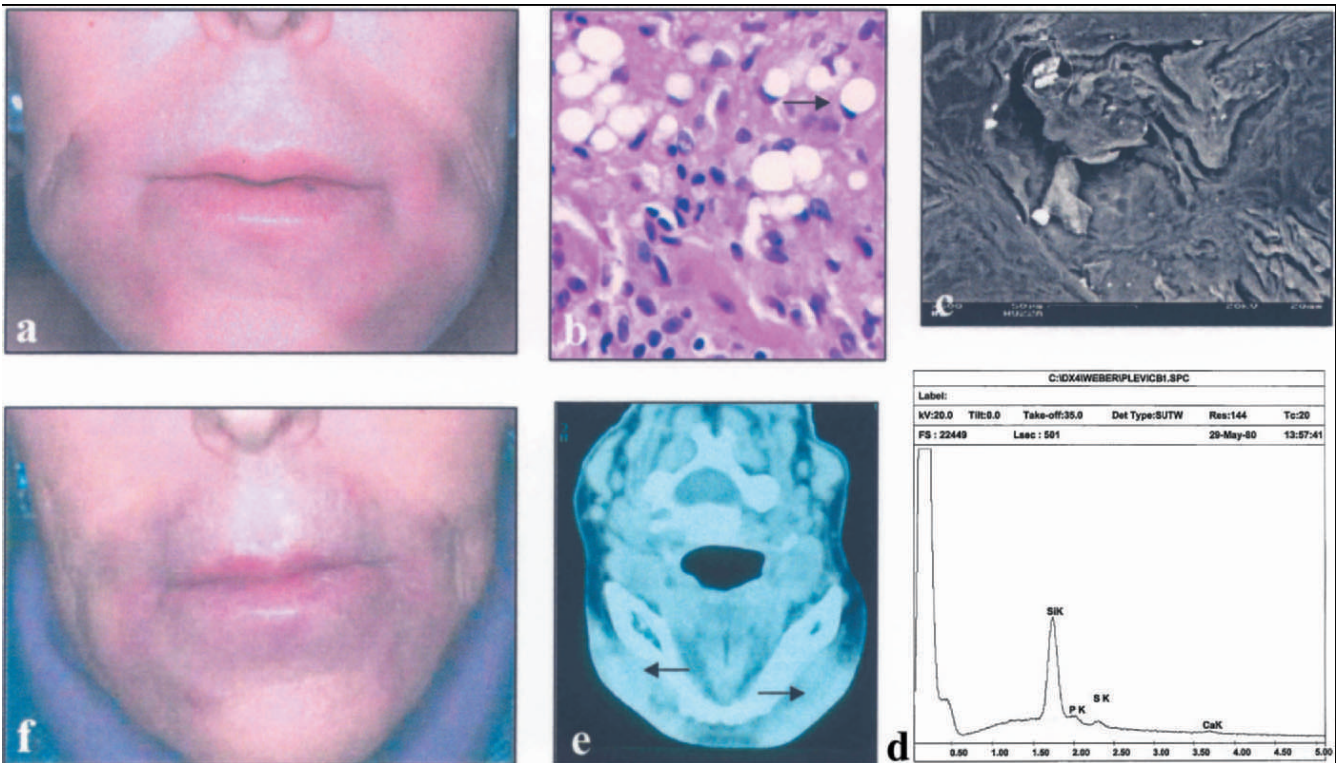 a
b
20KV
c
C:\DX4\WEBER\PLEVICB1.SPC
Label:
kV:20.0 Tilt:0.0 Take-off:35.0 Det Type:SUTW Res:144 Tc:20
FS : 22449 Lsec : 501 29-May-80 13:57:41
SiK
P K
S K
CaK
0.50 1.00 1.50 2.00 2.50 3.00 3.50 4.00 4.50 5.00
f
e
d